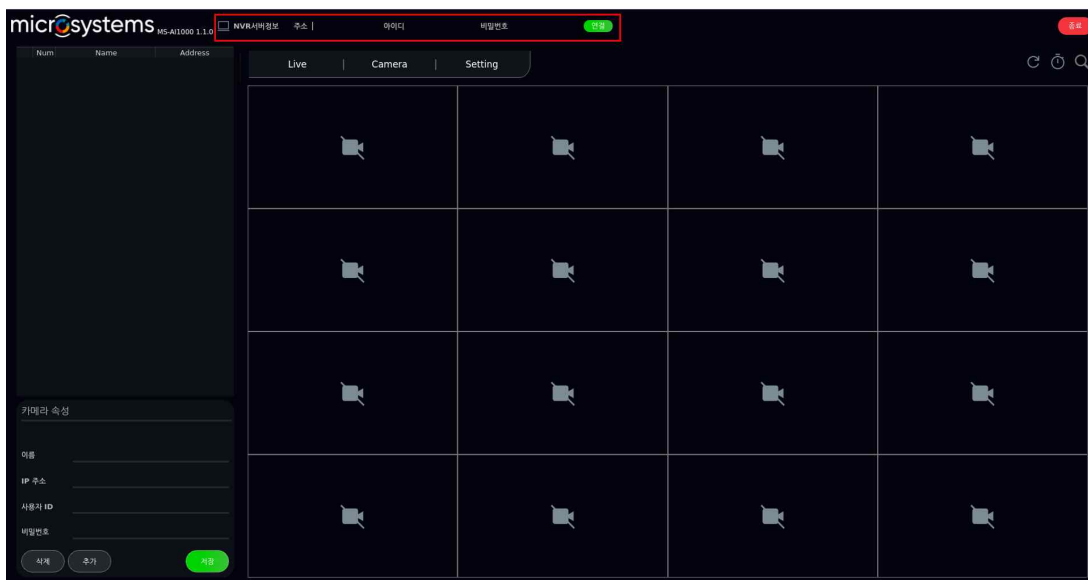 microsystems MS-AI1000 1.1.0 NVR서버정보 주소 | 아이디 비밀번호 연결 종료
Num Name Address
Live | Camera | Setting
카메라 속성
이름
IP 주소
사용자 ID
비밀번호
삭제 추가 저장